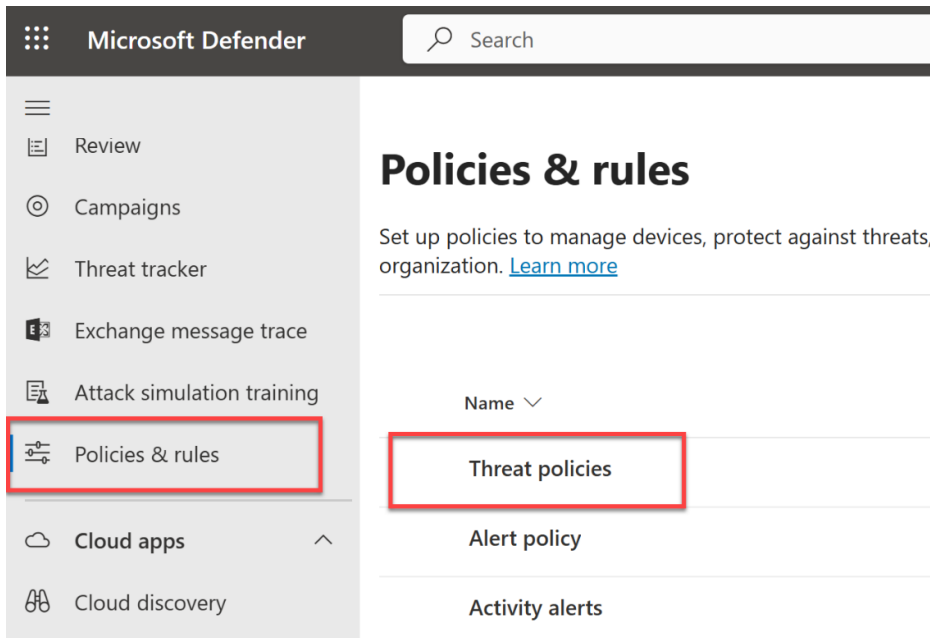 Microsoft Defender
Search
Review
Campaigns
Threat tracker
Exchange message trace
Attack simulation training
Policies & rules
Cloud apps
Cloud discovery
Policies & rules
Set up policies to manage devices, protect against threats,
organization. Learn more
Name
Threat policies
Alert policy
Activity alerts